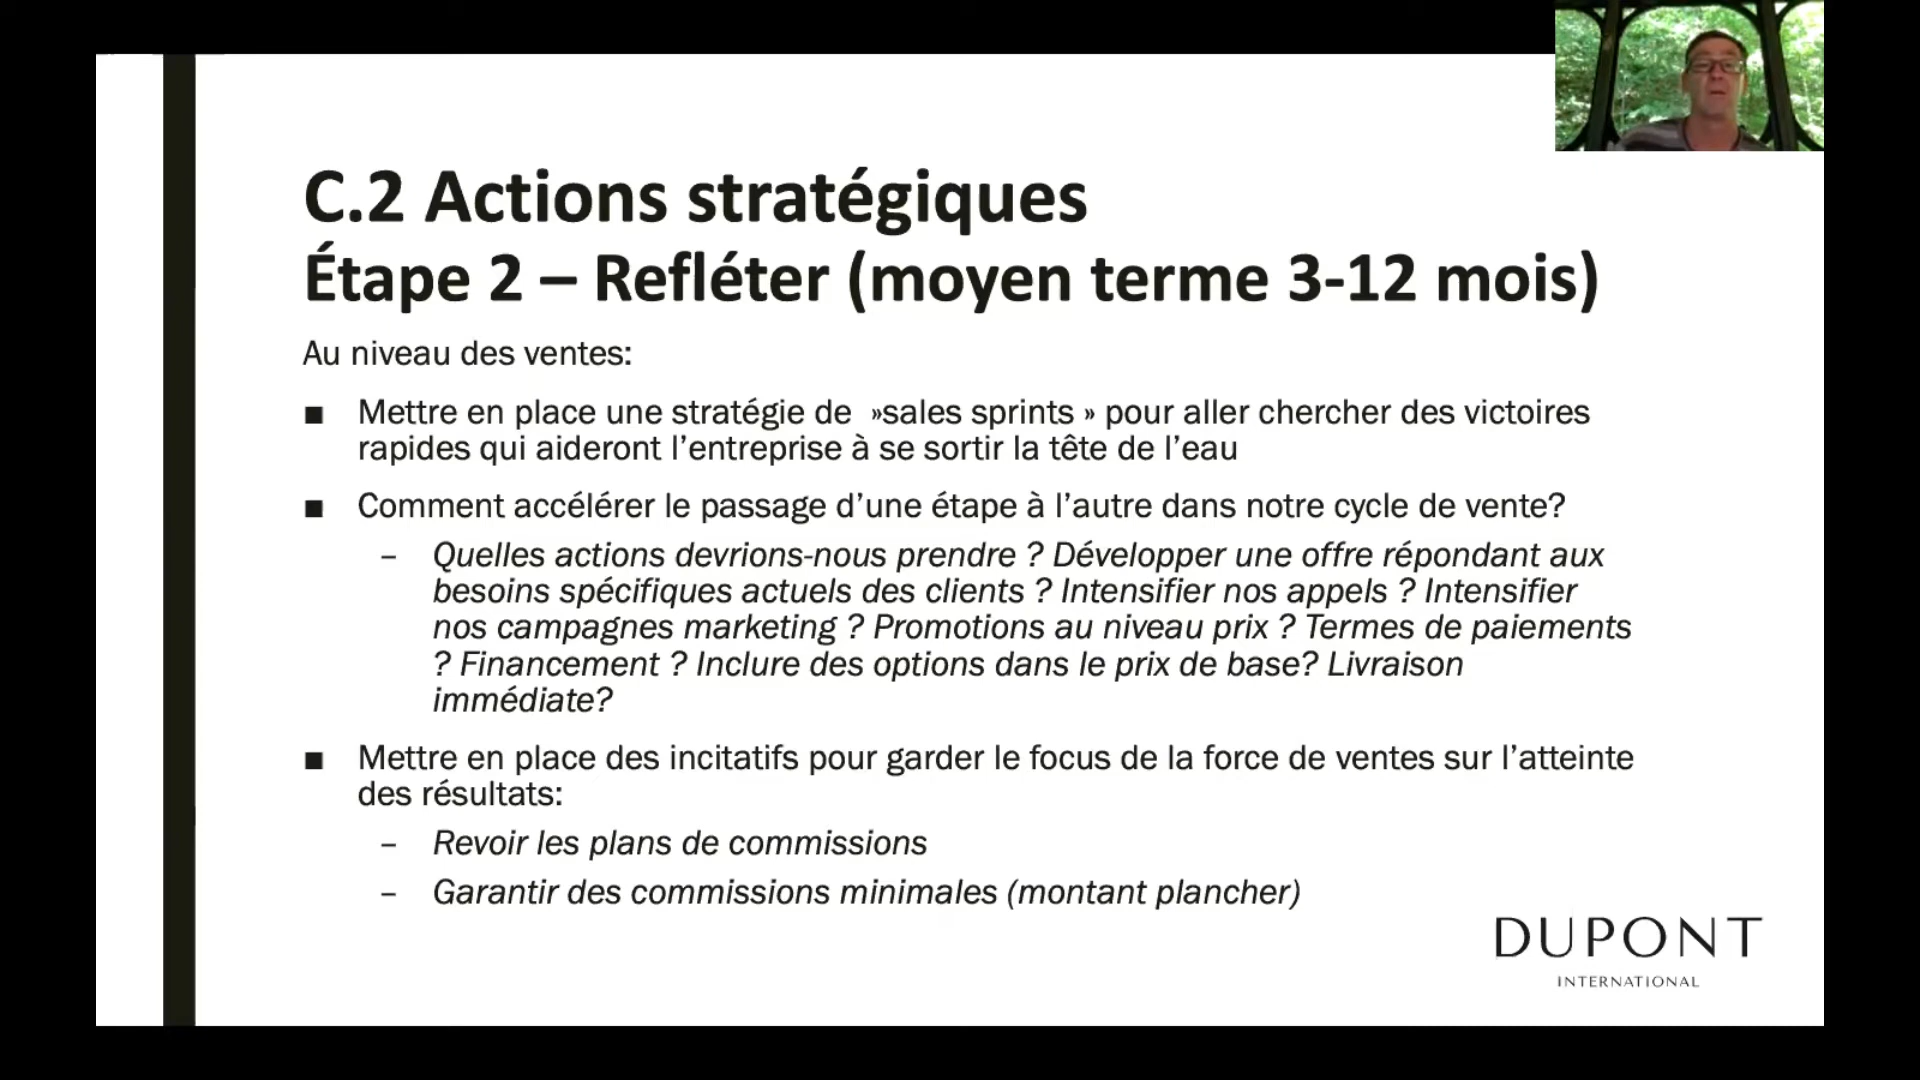 C.2 Actions stratégiques
Étape 2 – Refléter (moyen terme 3-12 mois)
Au niveau des ventes:
■ Mettre en place une stratégie de  »sales sprints » pour aller chercher des victoires
rapides qui aideront l’entreprise à se sortir la tête de l’eau
■ Comment accélérer le passage d’une étape à l’autre dans notre cycle de vente?
– Quelles actions devrions-nous prendre ? Développer une offre répondant aux
besoins spécifiques actuels des clients ? Intensifier nos appels ? Intensifier
nos campagnes marketing ? Promotions au niveau prix ? Termes de paiements
? Financement ? Inclure des options dans le prix de base? Livraison
immédiate?
■ Mettre en place des incitatifs pour garder le focus de la force de ventes sur l’atteinte
des résultats:
– Revoir les plans de commissions
– Garantir des commissions minimales (montant plancher)
DUPONT
INTERNATIONAL